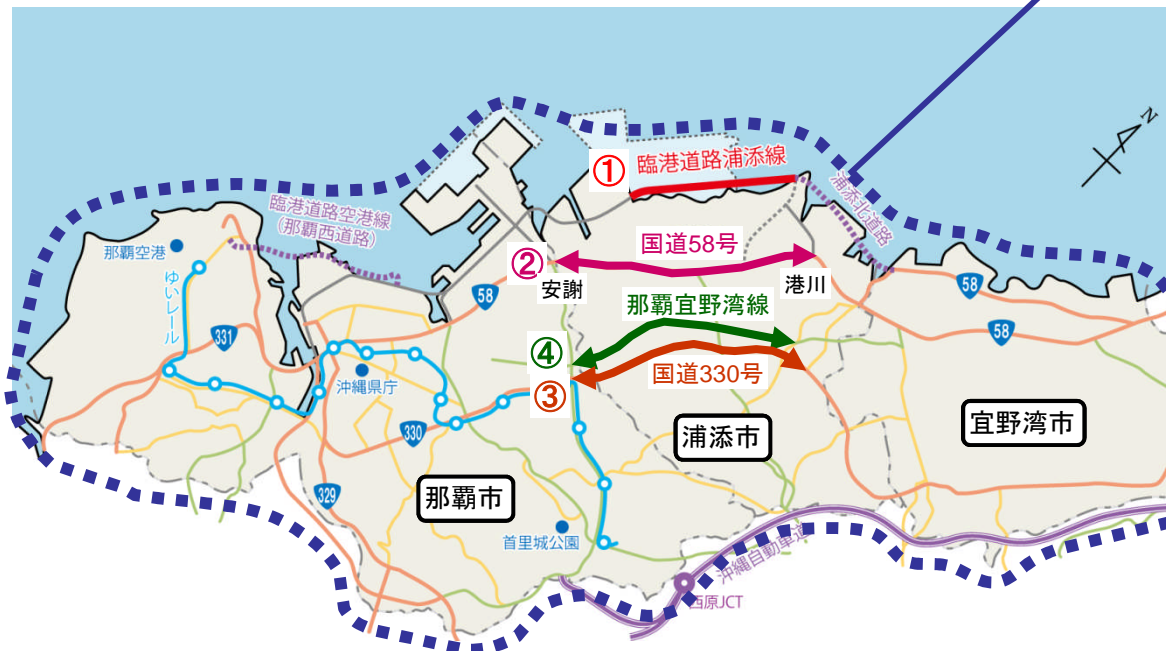 N
① 臨港道路浦添線
浦添北道路
臨港道路空港線
(那覇西道路)
那覇空港
ゆいレール
② 国道58号
安謝
港川
58
58
58
那覇宜野湾線
④
国道330号
③
331
沖縄県庁
330
329
浦添市
宜野湾市
那覇市
首里城公園
沖縄自動車道
西原JCT